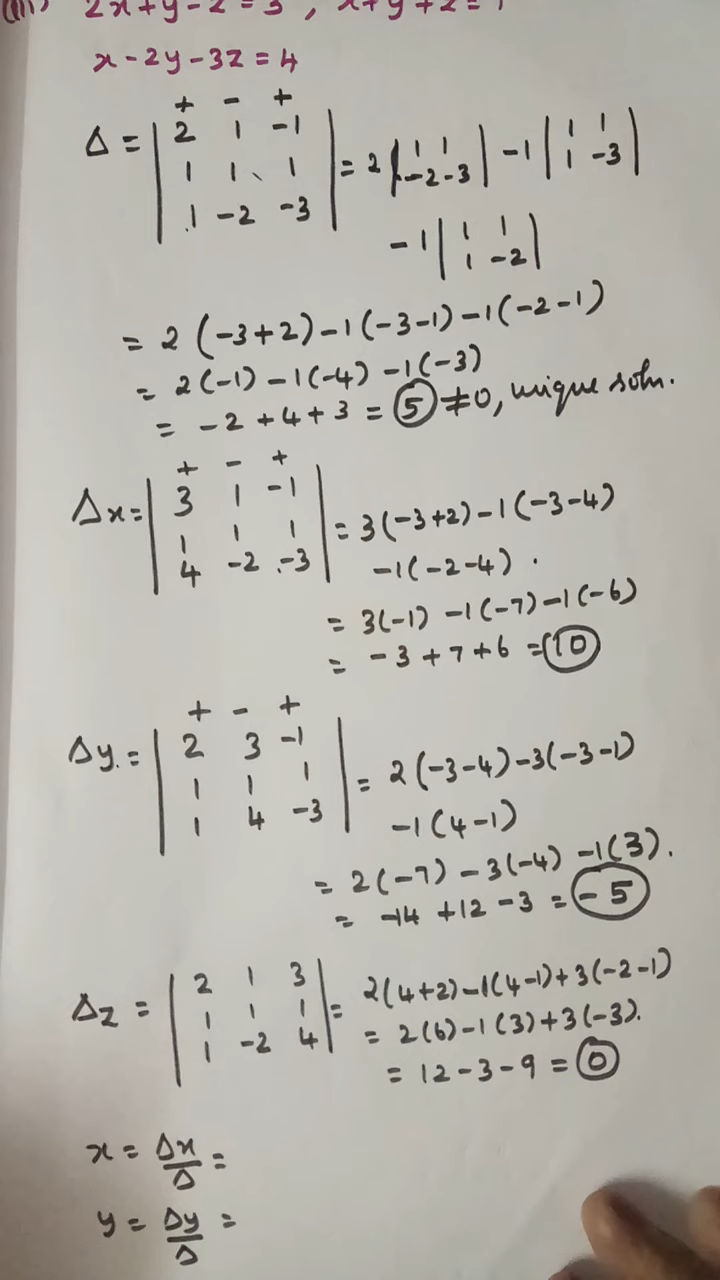 (iii) 2x+y-z=3, x+y+z=1
x-2y-3z=4
+ - +
Δ = | 2 1 -1 | = 2 | 1 1 | -1 | 1 1 |
| 1 1 1 | | -2 -3 | | 1 -3 |
| 1 -2 -3 | -1 | 1 1 |
| 1 -2 |
= 2(-3+2)-1(-3-1)-1(-2-1)
= 2(-1)-1(-4)-1(-3)
= -2+4+3 = 5 ≠0, unique soln.
+ - +
Δx= | 3 1 -1 | = 3(-3+2)-1(-3-4)
| 1 1 1 | -1(-2-4).
| 4 -2 -3 |
= 3(-1)-1(-7)-1(-6)
= -3+7+6 = 10
+ - +
Δy.= | 2 3 -1 | = 2(-3-4)-3(-3-1)
| 1 1 1 | -1(4-1)
| 1 4 -3 |
= 2(-7)-3(-4)-1(3).
= -14+12-3 = -5
Δz = | 2 1 3 | = 2(4+2)-1(4-1)+3(-2-1)
| 1 1 1 | = 2(6)-1(3)+3(-3).
| 1 -2 4 | = 12-3-9 = 0
x = Δx/Δ =
y = Δy/Δ =